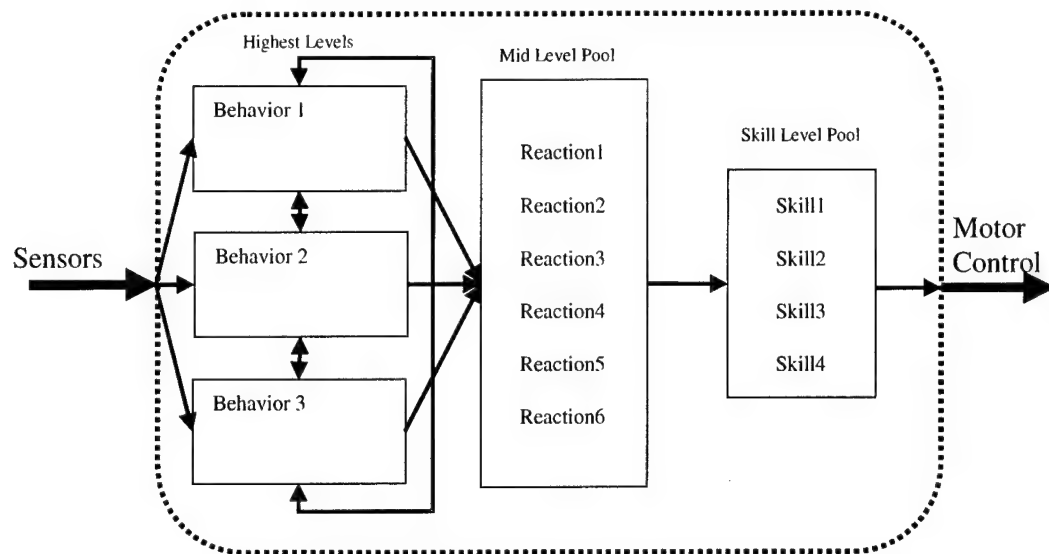 Highest Levels
Mid Level Pool
Behavior 1
Skill Level Pool
Reaction1
Reaction2
Skill1
Sensors
Behavior 2
Reaction3
Skill2
Motor
Control
Reaction4
Skill3
Reaction5
Skill4
Behavior 3
Reaction6